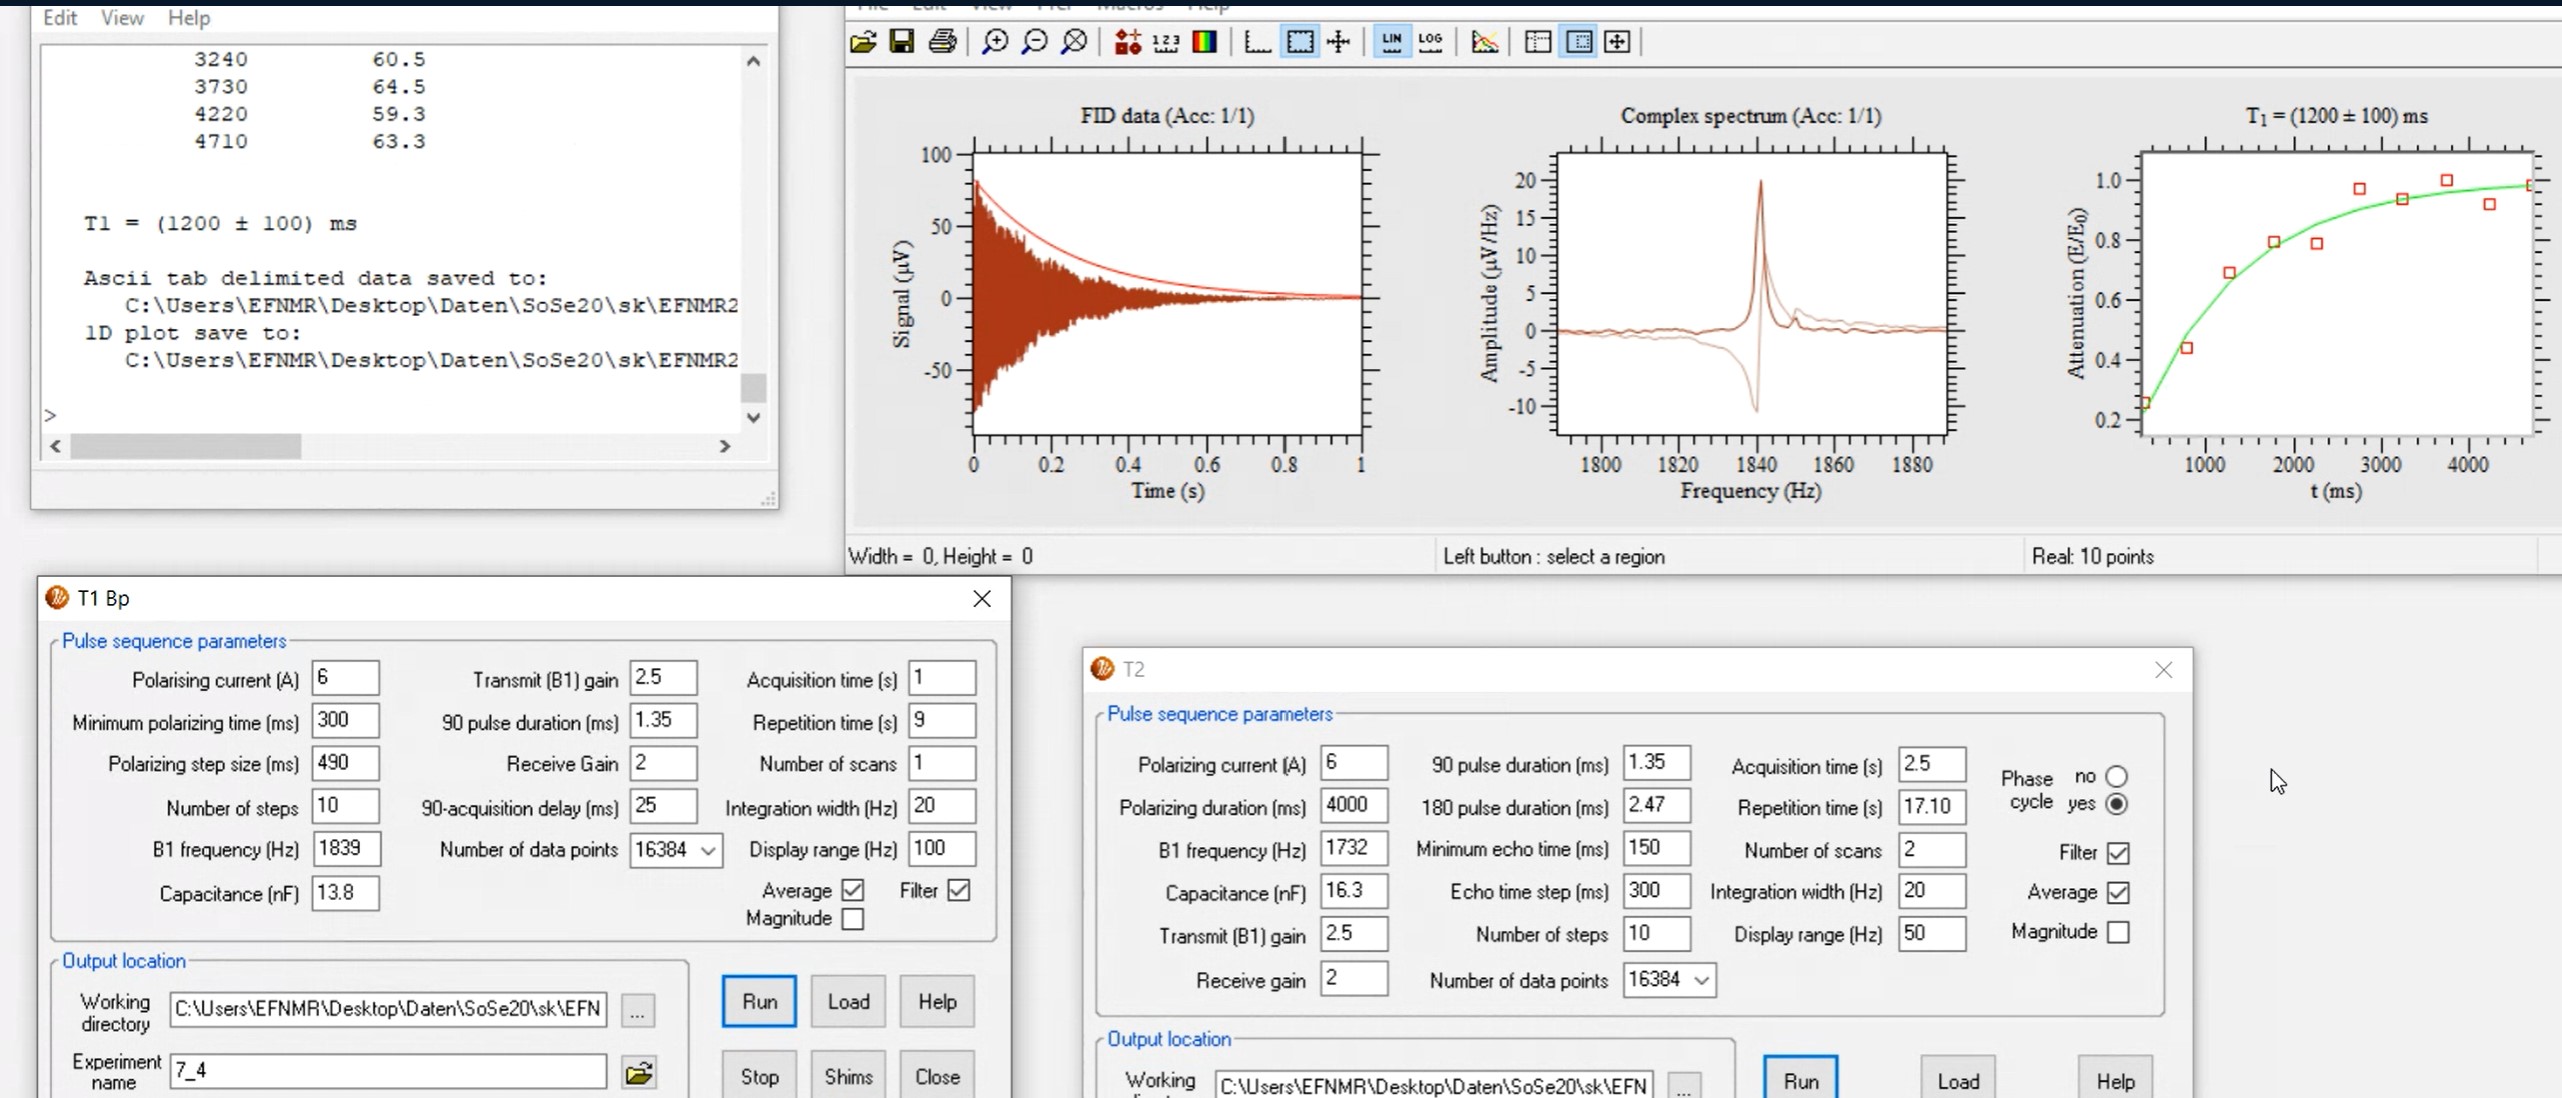 Edit View Help
File Edit View Pref Macros Help
3240 60.5
3730 64.5
4220 59.3
4710 63.3
T1 = (1200 ± 100) ms
Ascii tab delimited data saved to:
C:\Users\EFNMR\Desktop\Daten\SoSe20\sk\EFNMR2
1D plot save to:
C:\Users\EFNMR\Desktop\Daten\SoSe20\sk\EFNMR2
>
1 2 3
LIN
LOG
FID data (Acc: 1/1)
100
50
0
-50
Signal (µV)
0 0.2 0.4 0.6 0.8 1
Time (s)
Complex spectrum (Acc: 1/1)
20
15
10
5
0
-5
-10
Amplitude (µV/Hz)
1800 1820 1840 1860 1880
Frequency (Hz)
T1 = (1200 ± 100) ms
1.0
0.8
0.6
0.4
0.2
Attenuation (E/E0)
1000 2000 3000 4000
t (ms)
Width = 0, Height = 0
Left button : select a region
Real: 10 points
T1 Bp
Pulse sequence parameters
Polarising current (A) 6 Transmit (B1) gain 2.5 Acquisition time (s) 1
Minimum polarizing time (ms) 300 90 pulse duration (ms) 1.35 Repetition time (s) 9
Polarizing step size (ms) 490 Receive Gain 2 Number of scans 1
Number of steps 10 90-acquisition delay (ms) 25 Integration width (Hz) 20
B1 frequency (Hz) 1839 Number of data points 16384 Display range (Hz) 100
Capacitance (nF) 13.8 Average Filter
Magnitude
Output location
Working directory C:\Users\EFNMR\Desktop\Daten\SoSe20\sk\EFN ...
Run Load Help
Experiment name 7_4
Stop Shims Close
T2
Pulse sequence parameters
Polarizing current (A) 6 90 pulse duration (ms) 1.35 Acquisition time (s) 2.5
Polarizing duration (ms) 4000 180 pulse duration (ms) 2.47 Repetition time (s) 17.10
Phase cycle no yes
B1 frequency (Hz) 1732 Minimum echo time (ms) 150 Number of scans 2 Filter
Capacitance (nF) 16.3 Echo time step (ms) 300 Integration width (Hz) 20 Average
Transmit (B1) gain 2.5 Number of steps 10 Display range (Hz) 50 Magnitude
Receive gain 2 Number of data points 16384
Output location
Working C:\Users\EFNMR\Desktop\Daten\SoSe20\sk\EFN ...
Run Load Help